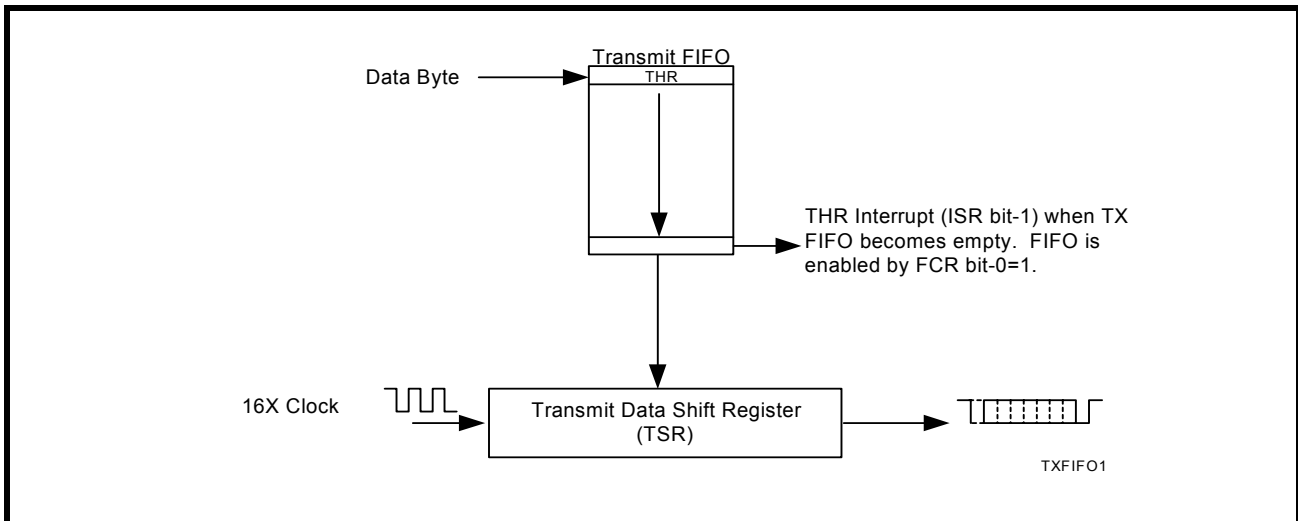 Transmit FIFO
Data Byte
THR
THR Interrupt (ISR bit-1) when TX
FIFO becomes empty.  FIFO is
enabled by FCR bit-0=1.
16X Clock
Transmit Data Shift Register
(TSR)
TXFIFO1